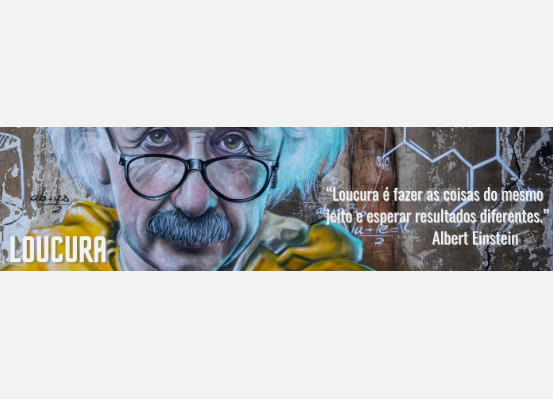 LOUCURA
“Loucura é fazer as coisas do mesmo
jeito e esperar resultados diferentes.”
Albert Einstein